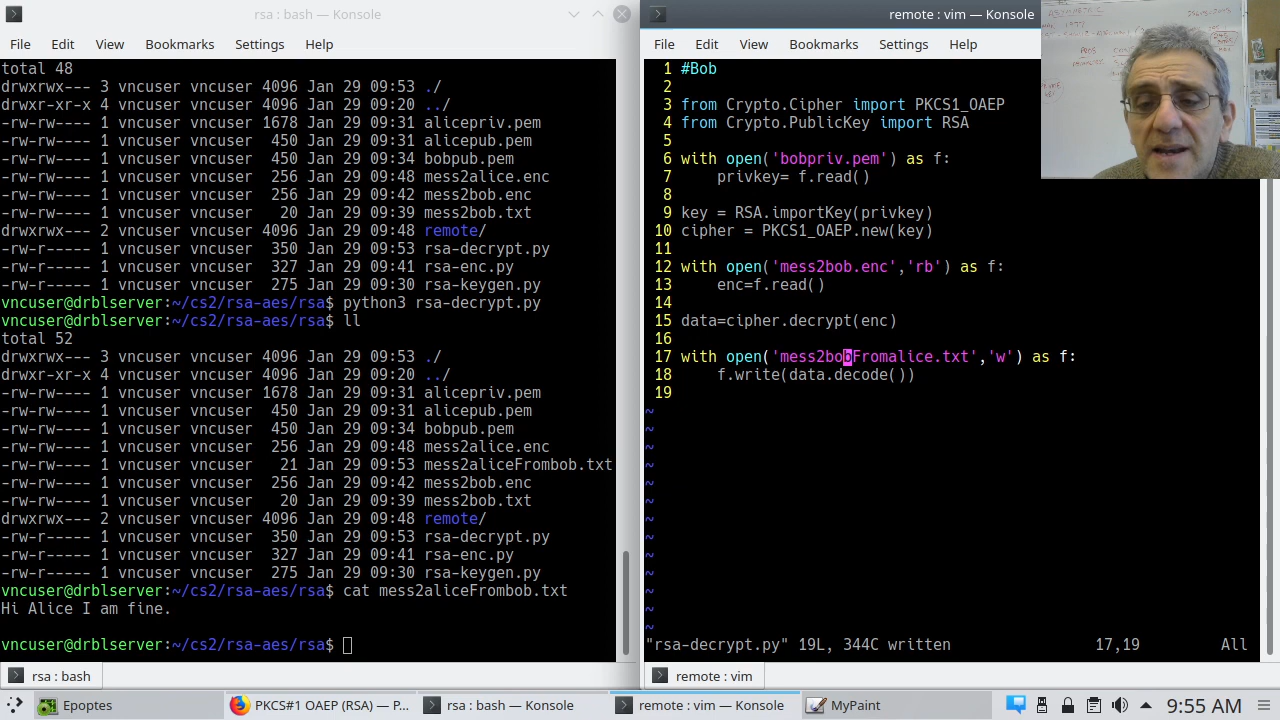 rsa : bash — Konsole
File Edit View Bookmarks Settings Help
total 48
drwxrwx--- 3 vncuser vncuser 4096 Jan 29 09:53 ./
drwxr-xr-x 4 vncuser vncuser 4096 Jan 29 09:20 ../
-rw-rw---- 1 vncuser vncuser 1678 Jan 29 09:31 alicepriv.pem
-rw-rw---- 1 vncuser vncuser 450 Jan 29 09:31 alicepub.pem
-rw-rw---- 1 vncuser vncuser 450 Jan 29 09:34 bobpub.pem
-rw-rw---- 1 vncuser vncuser 256 Jan 29 09:48 mess2alice.enc
-rw-rw---- 1 vncuser vncuser 256 Jan 29 09:42 mess2bob.enc
-rw-rw---- 1 vncuser vncuser 20 Jan 29 09:39 mess2bob.txt
drwxrwx--- 2 vncuser vncuser 4096 Jan 29 09:48 remote/
-rw-r----- 1 vncuser vncuser 350 Jan 29 09:53 rsa-decrypt.py
-rw-rw---- 1 vncuser vncuser 327 Jan 29 09:41 rsa-enc.py
-rw-rw---- 1 vncuser vncuser 275 Jan 29 09:30 rsa-keygen.py
vncuser@drblserver:~/cs2/rsa-aes/rsa$ python3 rsa-decrypt.py
vncuser@drblserver:~/cs2/rsa-aes/rsa$ ll
total 52
drwxrwx--- 3 vncuser vncuser 4096 Jan 29 09:53 ./
drwxr-xr-x 4 vncuser vncuser 4096 Jan 29 09:20 ../
-rw-rw---- 1 vncuser vncuser 1678 Jan 29 09:31 alicepriv.pem
-rw-rw---- 1 vncuser vncuser 450 Jan 29 09:31 alicepub.pem
-rw-rw---- 1 vncuser vncuser 450 Jan 29 09:34 bobpub.pem
-rw-rw---- 1 vncuser vncuser 256 Jan 29 09:48 mess2alice.enc
-rw-rw---- 1 vncuser vncuser 21 Jan 29 09:53 mess2aliceFrombob.txt
-rw-rw---- 1 vncuser vncuser 256 Jan 29 09:42 mess2bob.enc
-rw-rw---- 1 vncuser vncuser 20 Jan 29 09:39 mess2bob.txt
drwxrwx--- 2 vncuser vncuser 4096 Jan 29 09:48 remote/
-rw-r----- 1 vncuser vncuser 350 Jan 29 09:53 rsa-decrypt.py
-rw-rw---- 1 vncuser vncuser 327 Jan 29 09:41 rsa-enc.py
-rw-r----- 1 vncuser vncuser 275 Jan 29 09:30 rsa-keygen.py
vncuser@drblserver:~/cs2/rsa-aes/rsa$ cat mess2aliceFrombob.txt
Hi Alice I am fine.
vncuser@drblserver:~/cs2/rsa-aes/rsa$
rsa : bash
remote : vim — Konsole
File Edit View Bookmarks Settings Help
1 #Bob
2
3 from Crypto.Cipher import PKCS1_OAEP
4 from Crypto.PublicKey import RSA
5
6 with open('bobpriv.pem') as f:
7 privkey= f.read()
8
9 key = RSA.importKey(privkey)
10 cipher = PKCS1_OAEP.new(key)
11
12 with open('mess2bob.enc','rb') as f:
13 enc=f.read()
14
15 data=cipher.decrypt(enc)
16
17 with open('mess2bobFromalice.txt','w') as f:
18 f.write(data.decode())
19
~
~
~
~
~
~
~
~
~
~
~
~
~
"rsa-decrypt.py" 19L, 344C written 17,19 All
remote : vim
Epoptes
PKCS#1 OAEP (RSA) — P...
rsa : bash — Konsole
remote : vim — Konsole
MyPaint
9:55 AM